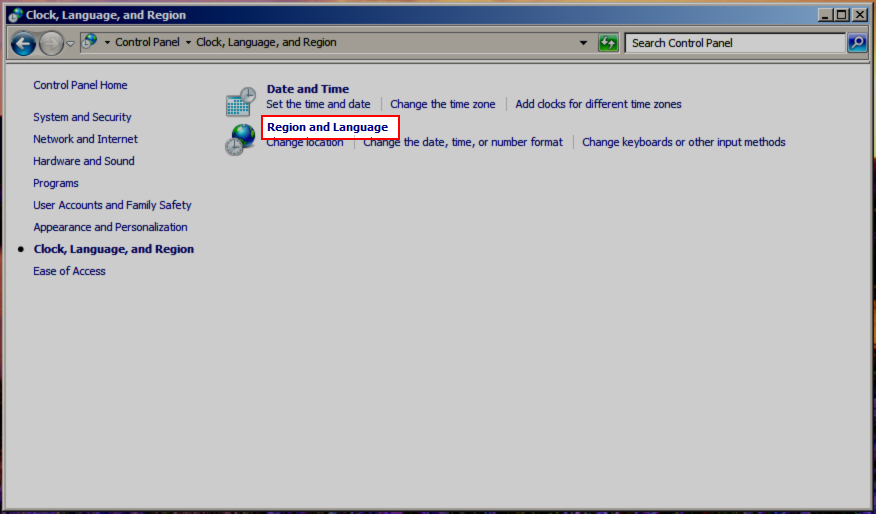 Clock, Language, and Region
Control Panel Clock, Language, and Region
Search Control Panel
Control Panel Home
System and Security
Network and Internet
Hardware and Sound
Programs
User Accounts and Family Safety
Appearance and Personalization
Clock, Language, and Region
Ease of Access
Date and Time
Set the time and date Change the time zone Add clocks for different time zones
Region and Language
Change location Change the date, time, or number format Change keyboards or other input methods